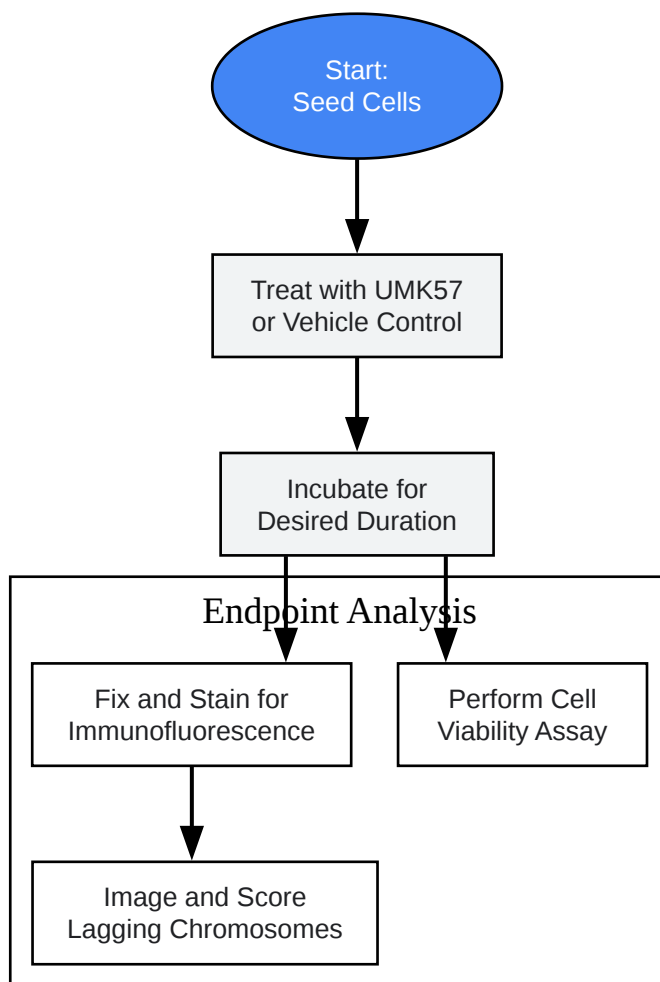 Start:
Seed Cells
Treat with UMK57
or Vehicle Control
Incubate for
Desired Duration
Endpoint Analysis
Fix and Stain for
Immunofluorescence
Perform Cell
Viability Assay
Image and Score
Lagging Chromosomes